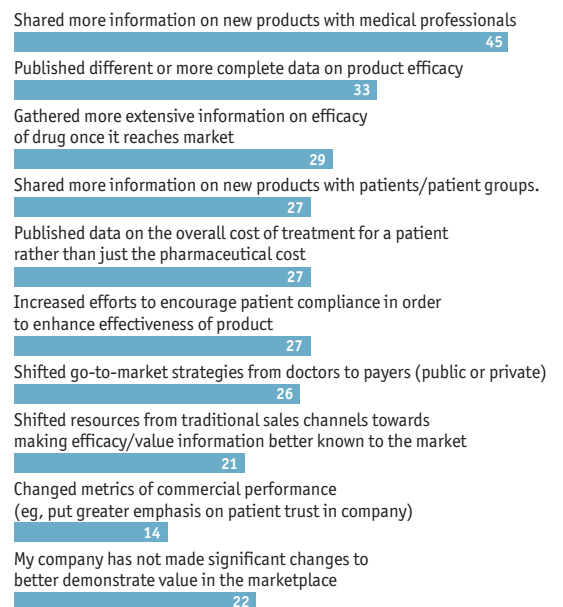 Shared more information on new products with medical professionals
45
Published different or more complete data on product efficacy
33
Gathered more extensive information on efficacy
of drug once it reaches market
29
Shared more information on new products with patients/patient groups.
27
Published data on the overall cost of treatment for a patient
rather than just the pharmaceutical cost
27
Increased efforts to encourage patient compliance in order
to enhance effectiveness of product
27
Shifted go-to-market strategies from doctors to payers (public or private)
26
Shifted resources from traditional sales channels towards
making efficacy/value information better known to the market
21
Changed metrics of commercial performance
(eg, put greater emphasis on patient trust in company)
14
My company has not made significant changes to
better demonstrate value in the marketplace
22